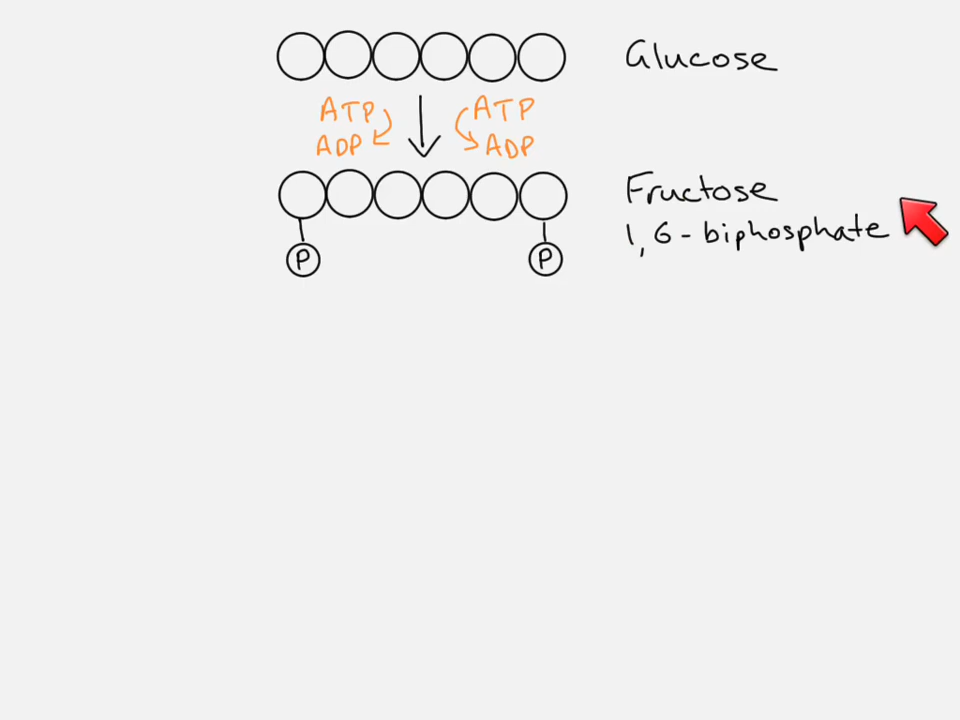 Glucose
ATP ATP
ADP ADP
Fructose
1,6-biphosphate
P P